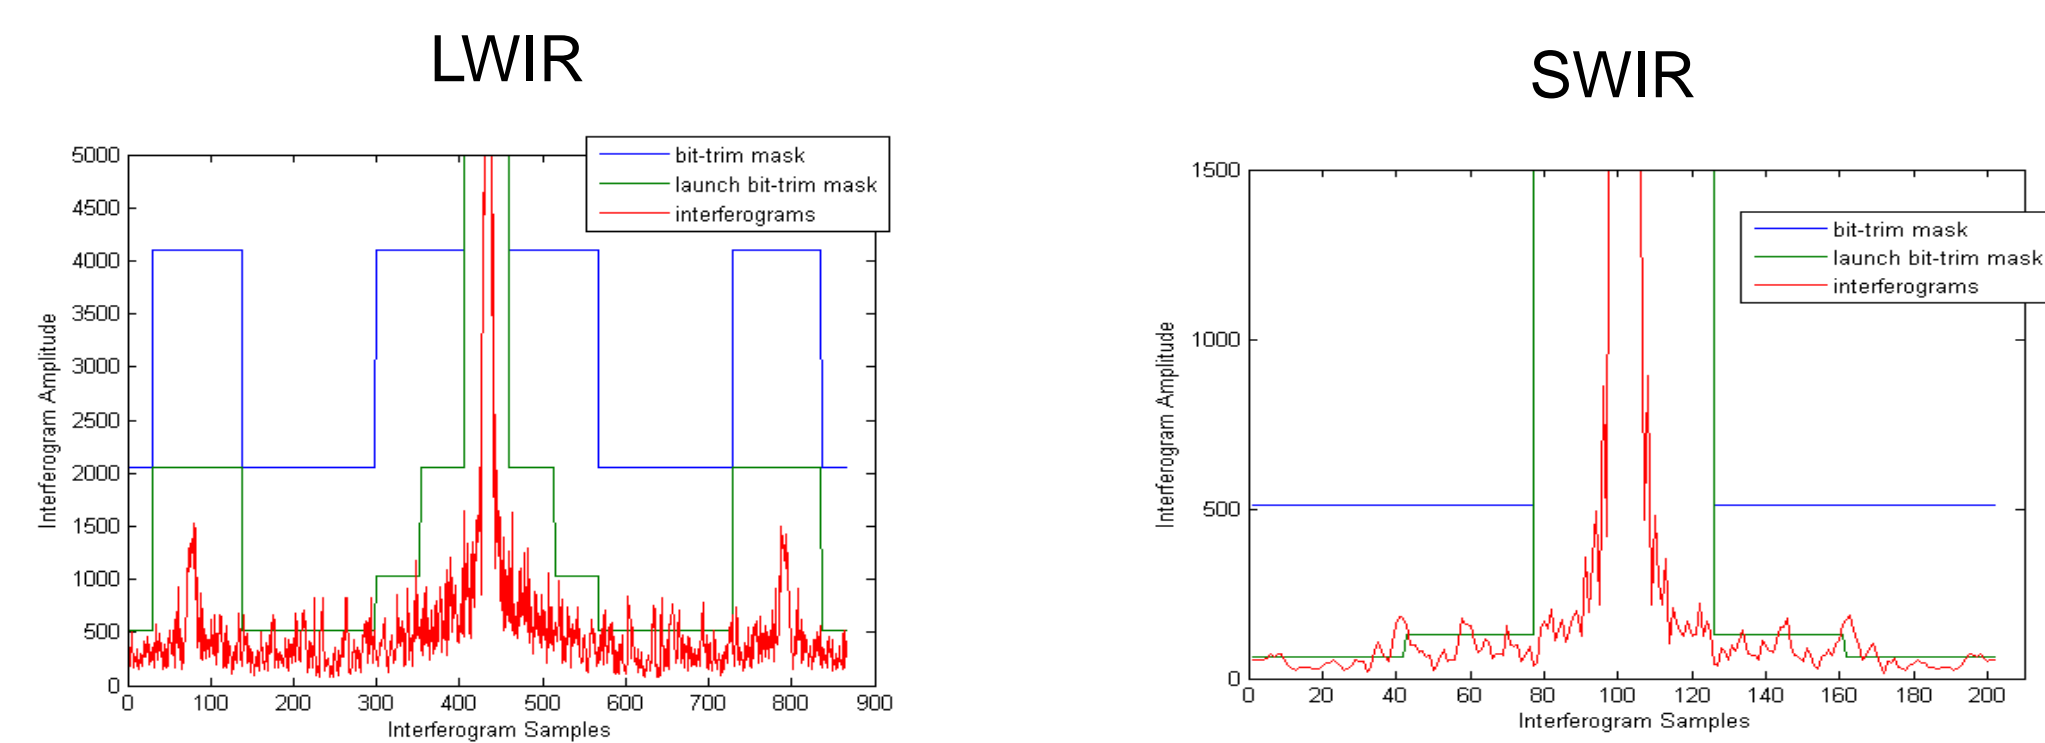 LWIR
SWIR
bit-trim mask
launch bit-trim mask
interferograms
5000
4500
4000
3500
3000
2500
2000
1500
1000
500
0
0 100 200 300 400 500 600 700 800 900
Interferogram Amplitude
Interferogram Samples
bit-trim mask
launch bit-trim mask
interferograms
1500
1000
500
0
0 20 40 60 80 100 120 140 160 180 200
Interferogram Amplitude
Interferogram Samples